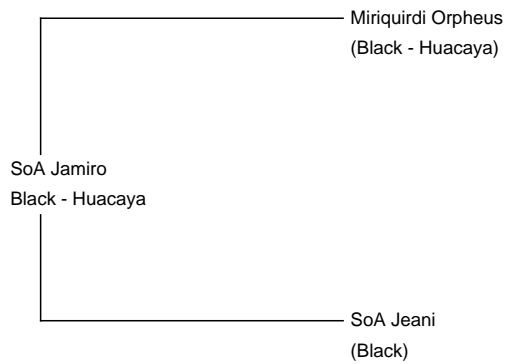 Miriquirdi Orpheus
(Black - Huacaya)
SoA Jamiro
Black - Huacaya
SoA Jeani
(Black)